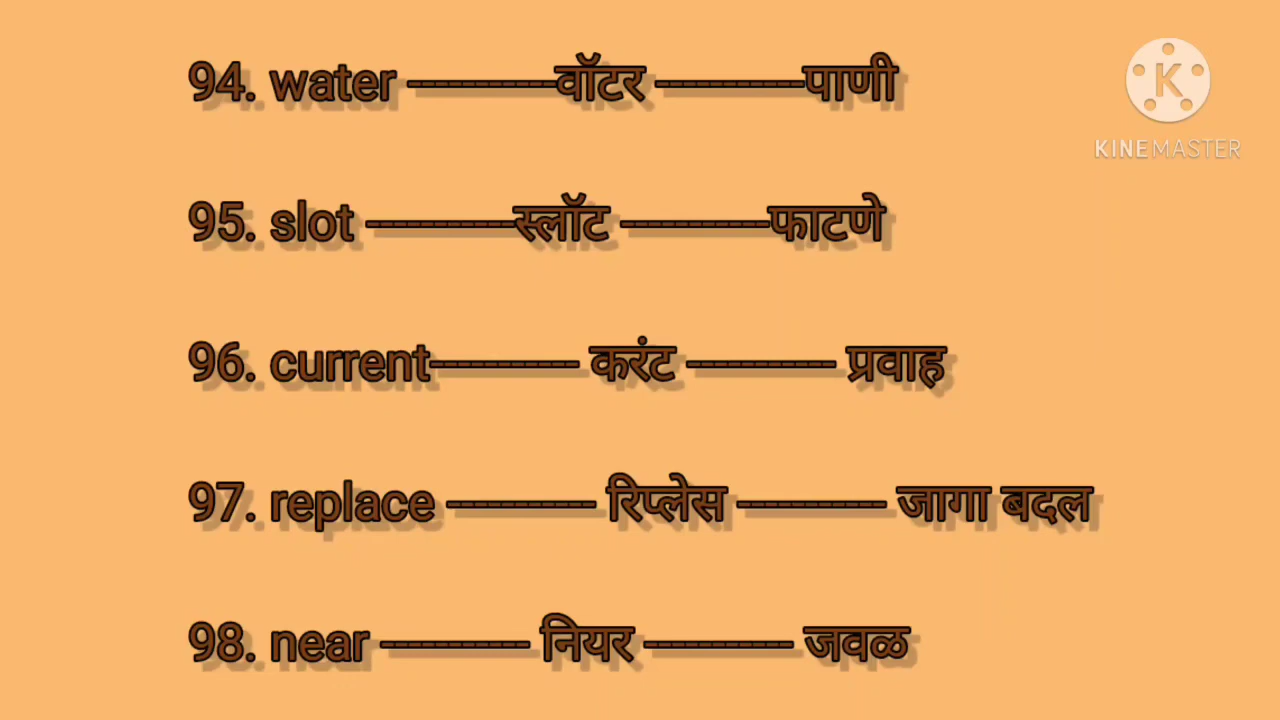 94. water ----------वॉटर ----------पाणी
KINEMASTER
95. slot ----------स्लॉट ----------फाटणे
96. current---------- करंट ---------- प्रवाह
97. replace ---------- रिप्लेस ---------- जागा बदल
98. near ---------- नियर ---------- जवळ